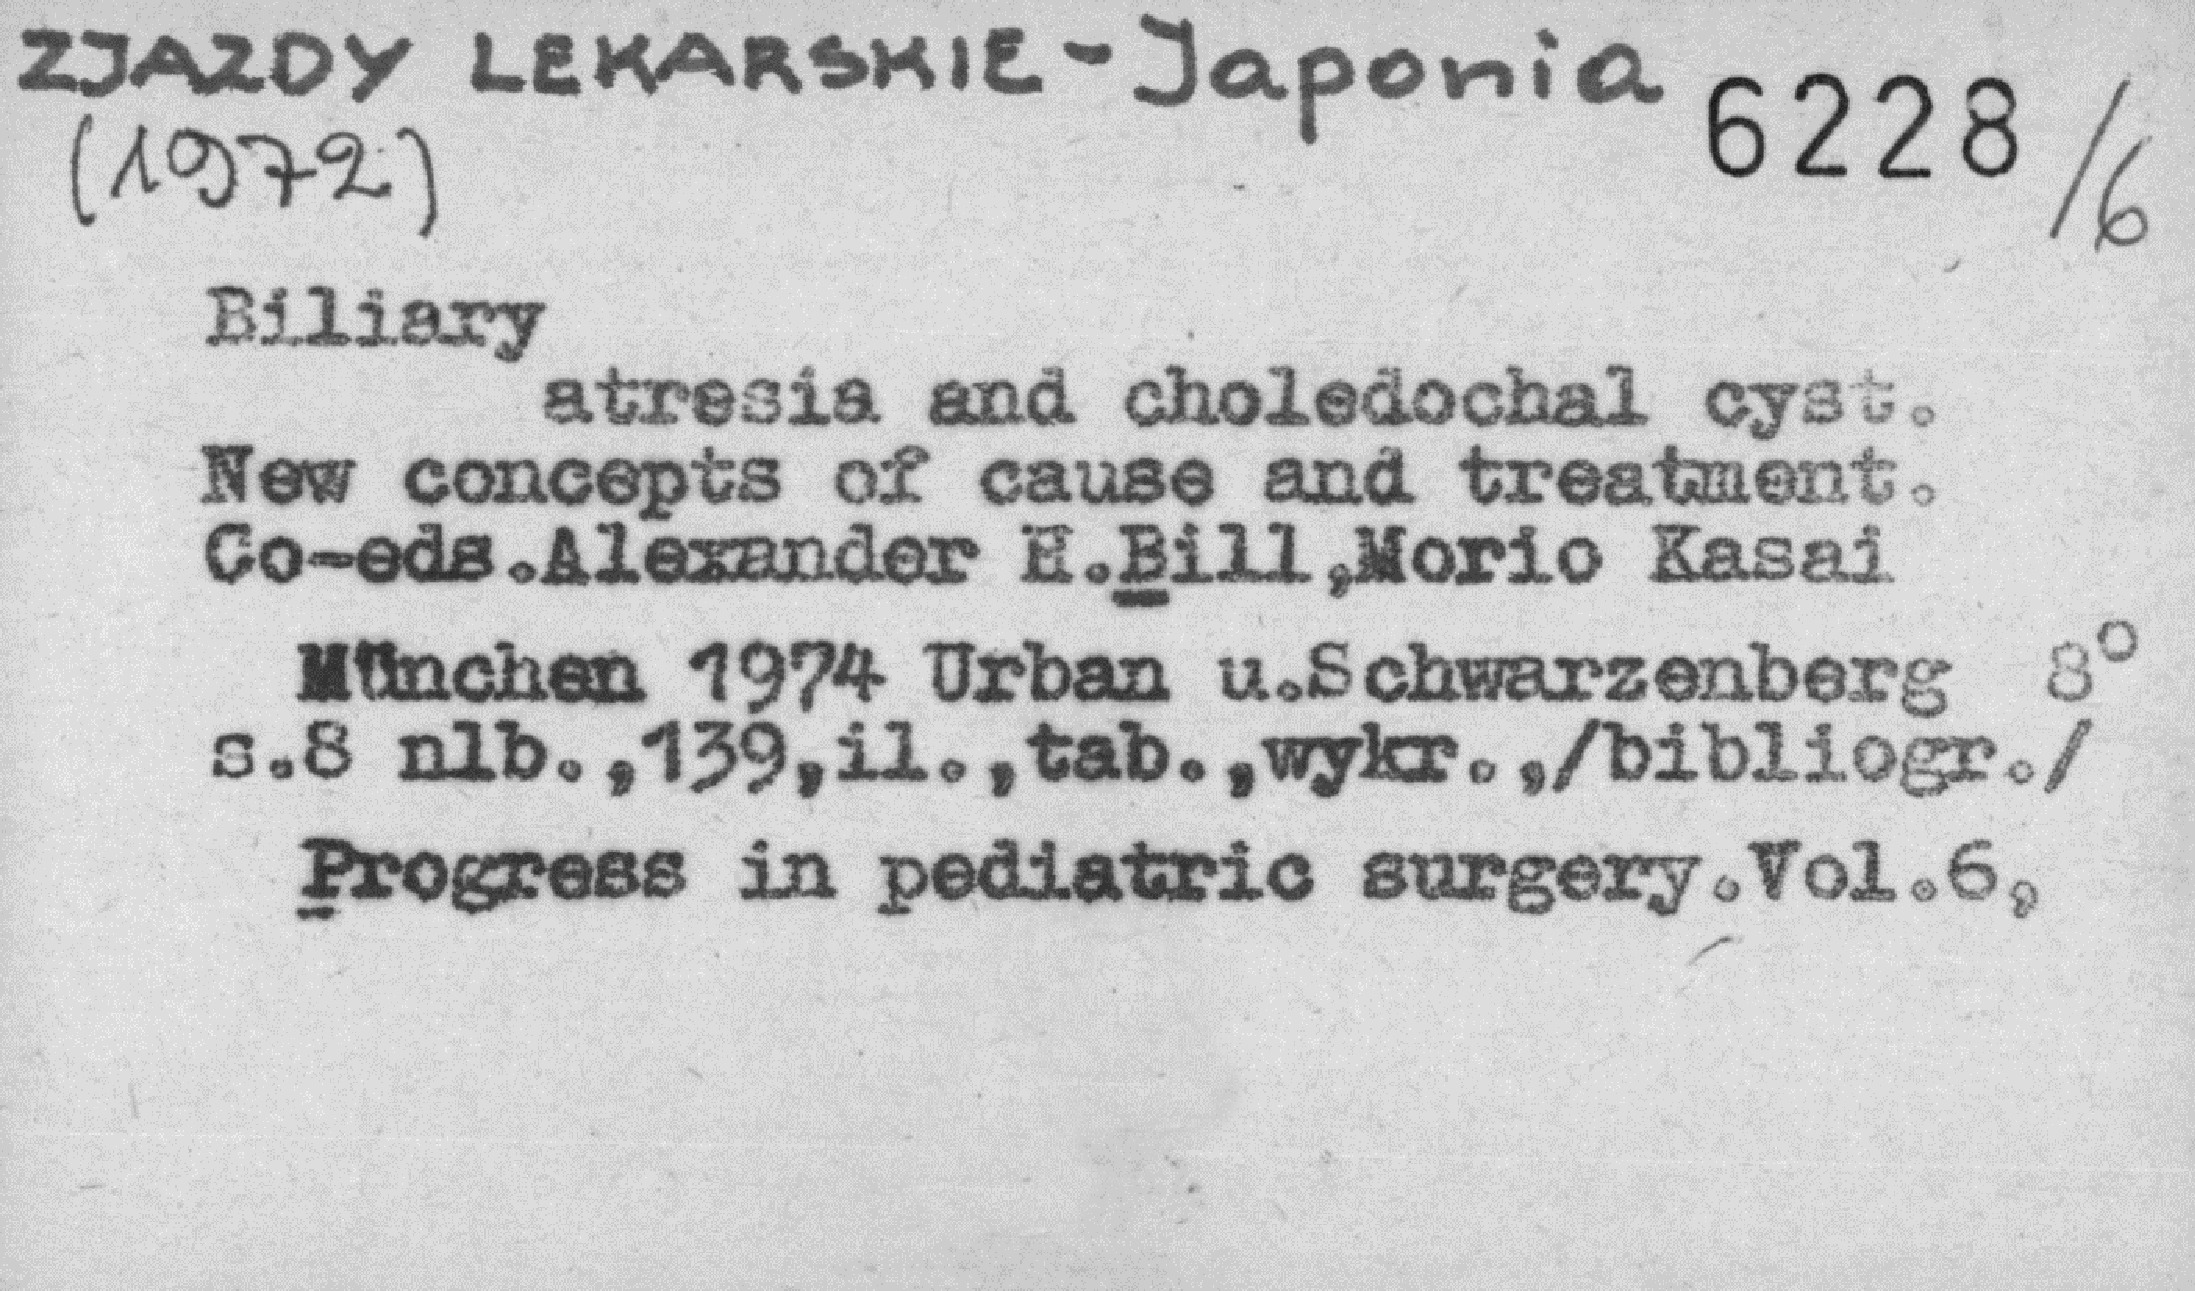 ZJAZDY LEKARSKIE - Japonia 6228/6
(1972)
Biliary
atresia and choledochal cyst.
New concepts of cause and treatment.
Co-eds.Alexander H.Bill,Morio Kasai
München 1974 Urban u.Schwarzenberg 8°
s.8 nlb.,139,il.,tab.,wykr.,/bibliogr./
Progress in pediatric surgery.Vol.6,